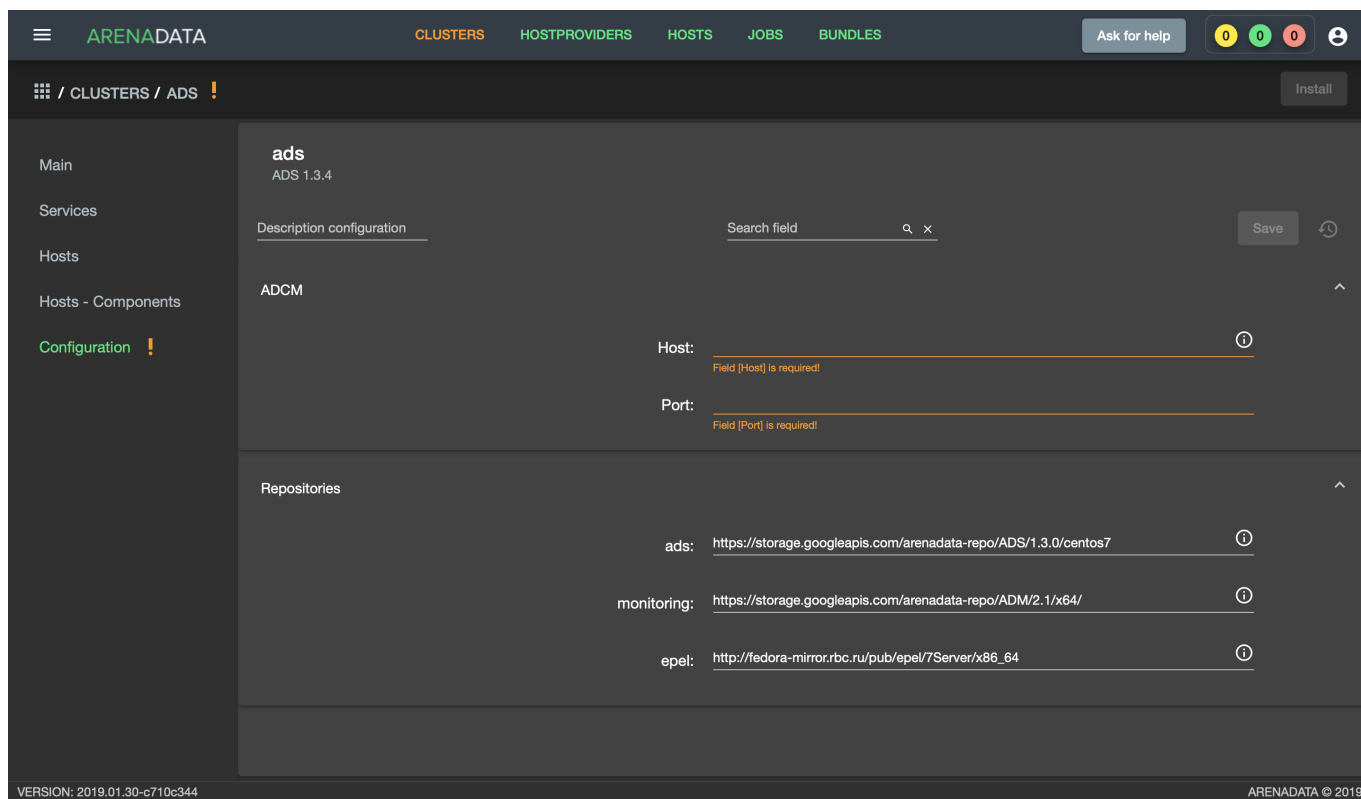 ARENADATA CLUSTERS HOSTPROVIDERS HOSTS JOBS BUNDLES Ask for help 0 0 0
/ CLUSTERS / ADS ! Install
Main
Services
Hosts
Hosts - Components
Configuration !
ads
ADS 1.3.4
Description configuration Search field Save
ADCM
Host:
Field [Host] is required!
Port:
Field [Port] is required!
Repositories
ads: https://storage.googleapis.com/arenadata-repo/ADS/1.3.0/centos7
monitoring: https://storage.googleapis.com/arenadata-repo/ADM/2.1/x64/
epel: http://fedora-mirror.rbc.ru/pub/epel/7Server/x86_64
VERSION: 2019.01.30-c710c344 ARENADATA © 2019